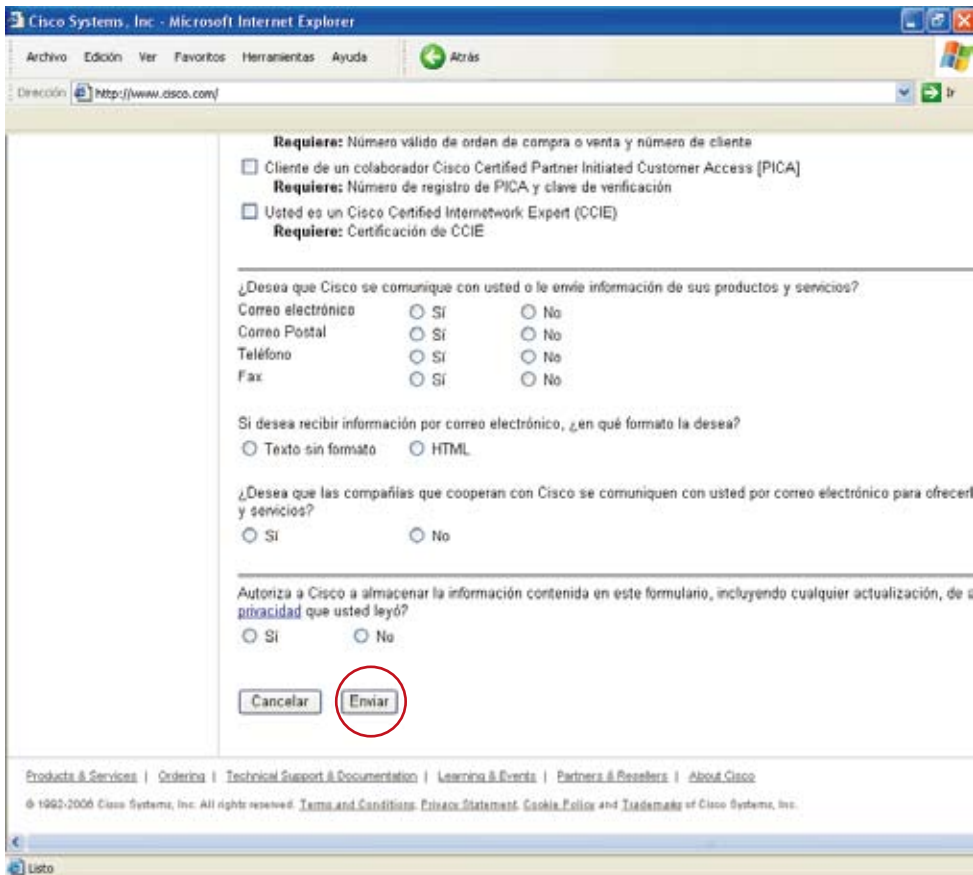 Cisco Systems, Inc - Microsoft Internet Explorer
Archivo Edición Ver Favoritos Herramientas Ayuda Atrás
Dirección http://www.cisco.com/ Ir
Requiere: Número válido de orden de compra o venta y número de cliente
Cliente de un colaborador Cisco Certified Partner Initiated Customer Access [PICA]
Requiere: Número de registro de PICA y clave de verificación
Usted es un Cisco Certified Internetwork Expert (CCIE)
Requiere: Certificación de CCIE
¿Desea que Cisco se comunique con usted o le envíe información de sus productos y servicios?
Correo electrónico Sí No
Correo Postal Sí No
Teléfono Sí No
Fax Sí No
Si desea recibir información por correo electrónico, ¿en qué formato la desea?
Texto sin formato HTML
¿Desea que las compañías que cooperan con Cisco se comuniquen con usted por correo electrónico para
y servicios?
Sí No
Autoriza a Cisco a almacenar la información contenida en este formulario, incluyendo cualquier actualización, de
privacidad que usted leyó?
Sí No
Cancelar Enviar
Products & Services | Ordering | Technical Support & Documentation | Learning & Events | Partners & Resellers | About Cisco
© 1992-2006 Cisco Systems, Inc. All rights reserved. Terms and Conditions, Privacy Statement, Cookie Policy and Trademarks of Cisco Systems, Inc.
Listo